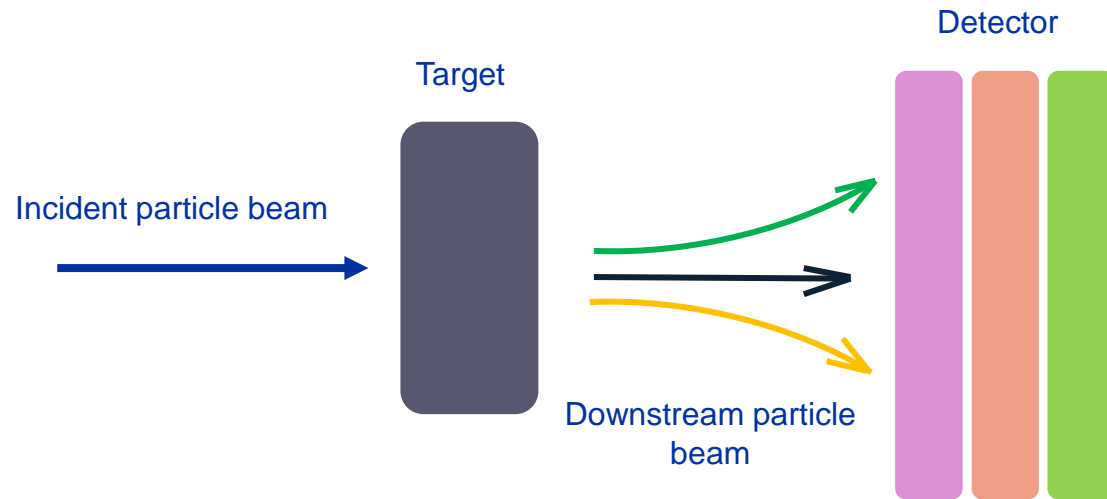 Detector
Target
Incident particle beam
Downstream particle
beam